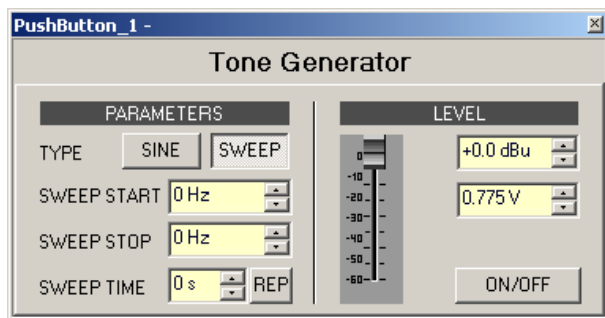 PushButton_1 -
Tone Generator
PARAMETERS
TYPE SINE SWEEP
SWEEP START 0 Hz
SWEEP STOP 0 Hz
SWEEP TIME 0 s REP
LEVEL
0
-10
-20
-30
-40
-50
-60
+0.0 dBu
0.775 V
ON/OFF